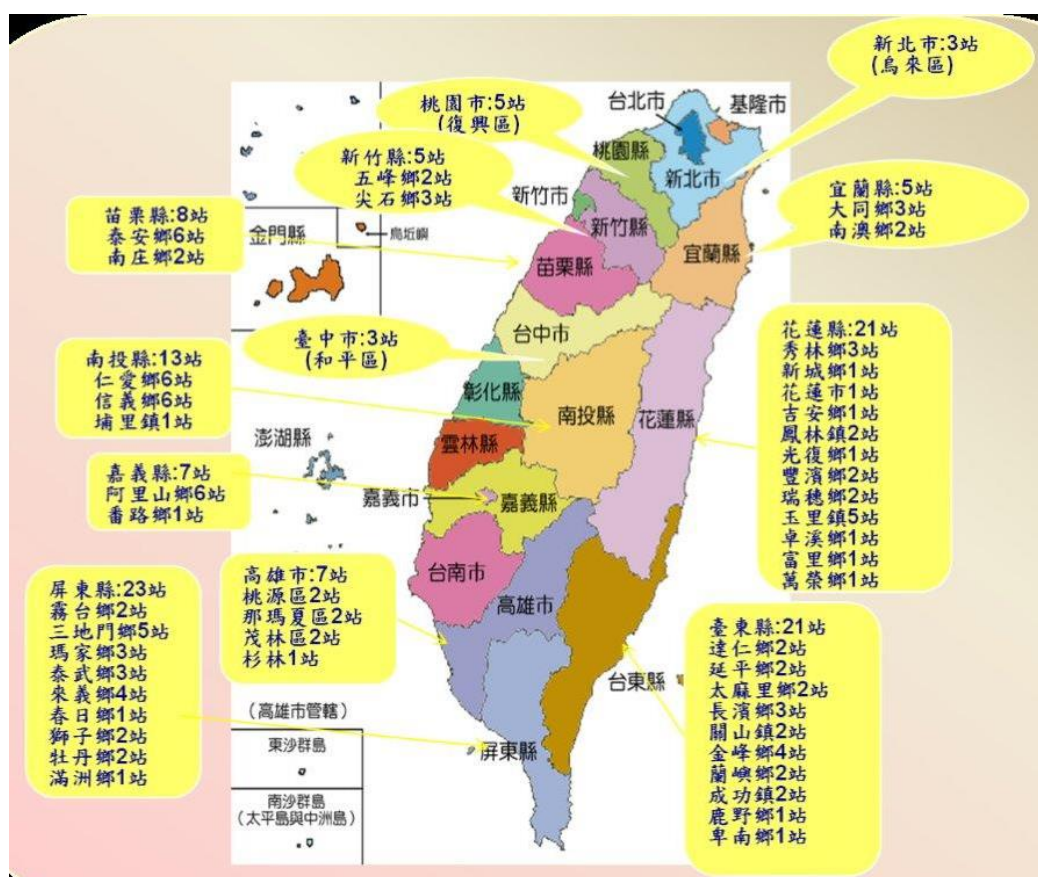 新北市:3站
(烏來區)
桃園市:5站
(復興區)
台北市
基隆市
桃園縣
新北市
新竹縣:5站
五峰鄉2站
尖石鄉3站
新竹市
新竹縣
宜蘭縣:5站
大同鄉3站
南澳鄉2站
宜蘭縣
苗栗縣:8站
泰安鄉6站
南庄鄉2站
金門縣
烏坵嶼
苗栗縣
台中市
臺中市:3站
(和平區)
花蓮縣:21站
秀林鄉3站
新城鄉1站
花蓮市1站
吉安鄉1站
鳳林鎮2站
光復鄉1站
豐濱鄉2站
瑞穗鄉2站
玉里鎮5站
卓溪鄉1站
富里鄉1站
萬榮鄉1站
南投縣:13站
仁愛鄉6站
信義鄉6站
埔里鎮1站
彰化縣
南投縣
花蓮縣
雲林縣
澎湖縣
嘉義縣:7站
阿里山鄉6站
番路鄉1站
嘉義市
嘉義縣
台南市
高雄市
高雄市:7站
桃源區2站
那瑪夏區2站
茂林區2站
杉林1站
屏東縣:23站
霧台鄉2站
三地門鄉5站
瑪家鄉3站
泰武鄉3站
來義鄉4站
春日鄉1站
獅子鄉2站
牡丹鄉2站
滿洲鄉1站
臺東縣:21站
達仁鄉2站
延平鄉2站
太麻里鄉2站
長濱鄉3站
關山鎮2站
金峰鄉4站
蘭嶼鄉2站
成功鎮2站
鹿野鄉1站
卑南鄉1站
台東縣
屏東縣
(高雄市管轄)
東沙群島
南沙群島
(太平島與中洲島)